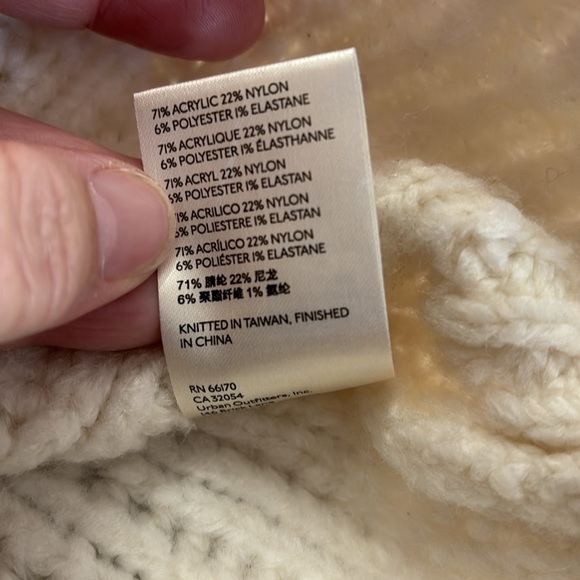 71% ACRYLIC 22% NYLON
6% POLYESTER 1% ELASTANE
71% ACRYLIQUE 22% NYLON
6% POLYESTER 1% ÉLASTHANNE
71% ACRYL 22% NYLON
6% POLYESTER 1% ELASTAN
71% ACRILICO 22% NYLON
6% POLIESTERE 1% ELASTAN
71% ACRÍLICO 22% NYLON
6% POLIÉSTER 1% ELASTANE
71% 腈纶 22% 尼龙
6% 聚脂纤维 1% 氨纶
KNITTED IN TAIWAN, FINISHED
IN CHINA
RN 66170
CA 32054
Urban Outfitters, Inc.